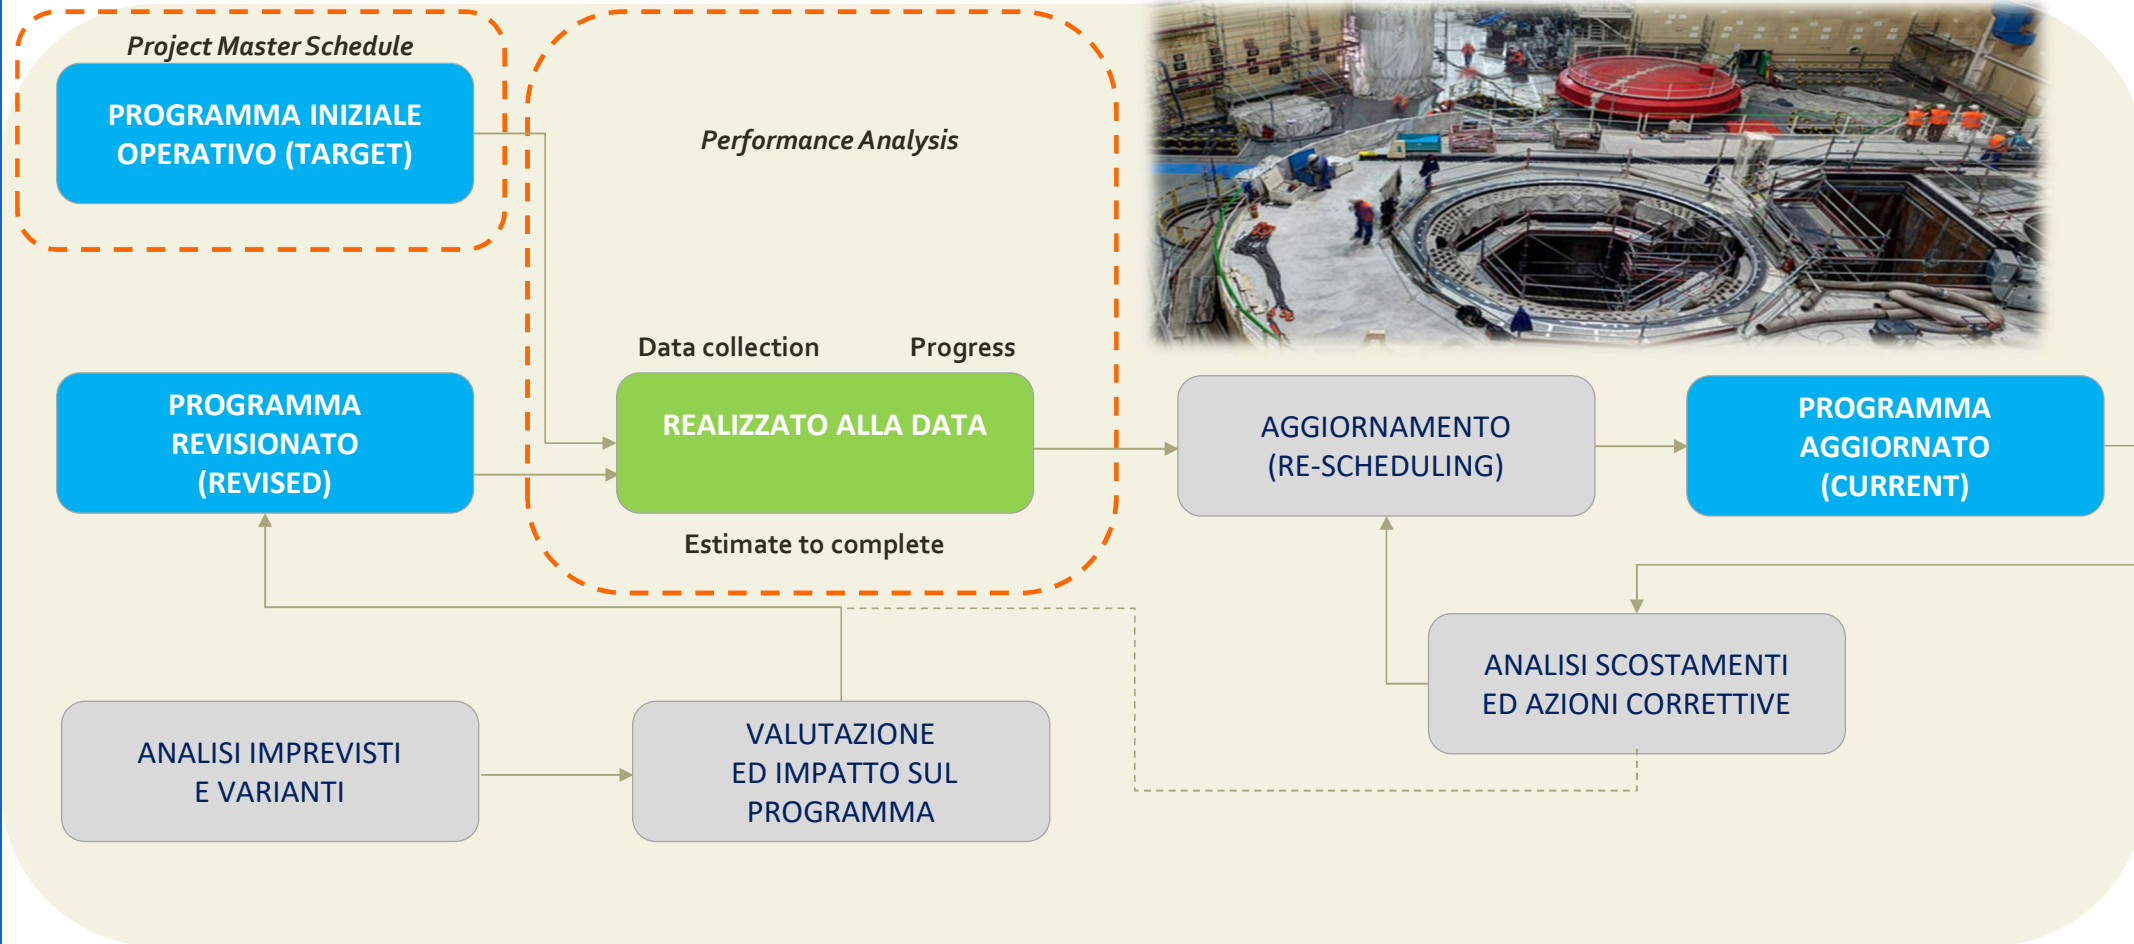 Project Master Schedule
PROGRAMMA INIZIALE
OPERATIVO (TARGET)
Performance Analysis
Data collection
Progress
REALIZZATO ALLA DATA
Estimate to complete
PROGRAMMA
REVISIONATO
(REVISED)
AGGIORNAMENTO
(RE-SCHEDULING)
PROGRAMMA
AGGIORNATO
(CURRENT)
ANALISI SCOSTAMENTI
ED AZIONI CORRETTIVE
ANALISI IMPREVISTI
E VARIANTI
VALUTAZIONE
ED IMPATTO SUL
PROGRAMMA